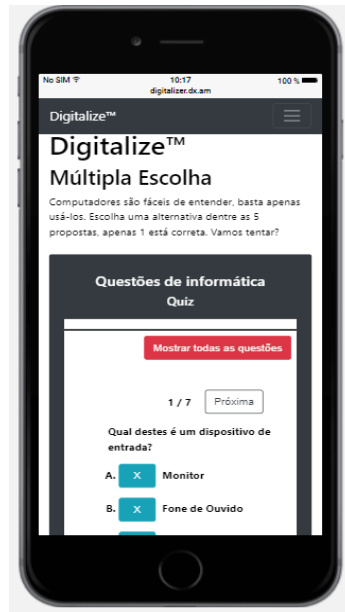 No SIM 10:17 100 %
digitalizer.dx.am
Digitalize™
Digitalize™
Múltipla Escolha
Computadores são fáceis de entender, basta apenas
usá-los. Escolha uma alternativa dentre as 5
propostas, apenas 1 está correta. Vamos tentar?
Questões de informática
Quiz
Mostrar todas as questões
1 / 7 Próxima
Qual destes é um dispositivo de
entrada?
A. X Monitor
B. X Fone de Ouvido